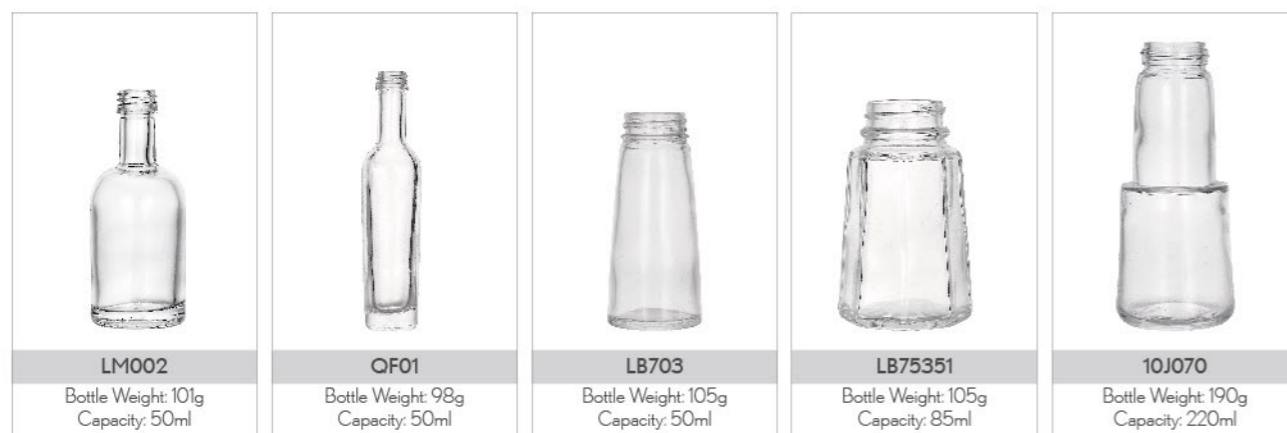 LM002
Bottle Weight: 101g
Capacity: 50ml
QF01
Bottle Weight: 98g
Capacity: 50ml
LB703
Bottle Weight: 105g
Capacity: 50ml
LB75351
Bottle Weight: 105g
Capacity: 85ml
10J070
Bottle Weight: 190g
Capacity: 220ml